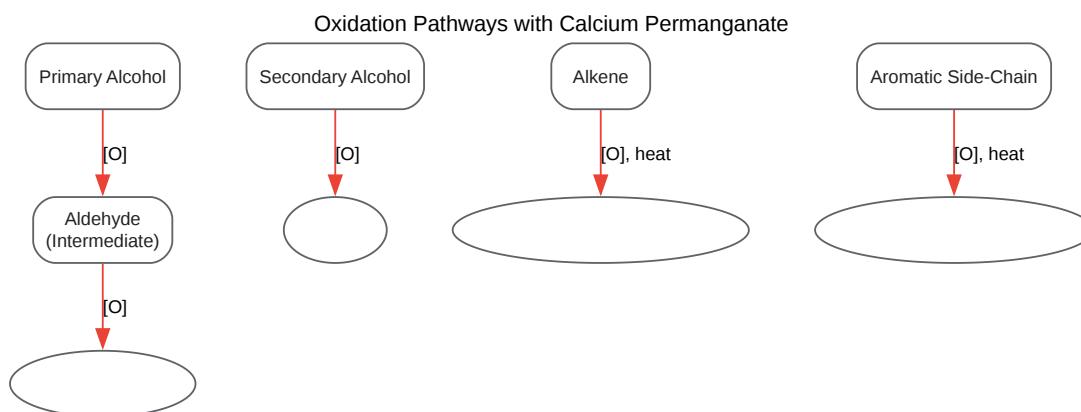 Oxidation Pathways with Calcium Permanganate
Primary Alcohol
Secondary Alcohol
Alkene
Aromatic Side-Chain
[O]
[O]
[O], heat
[O], heat
Aldehyde
(Intermediate)
[O]